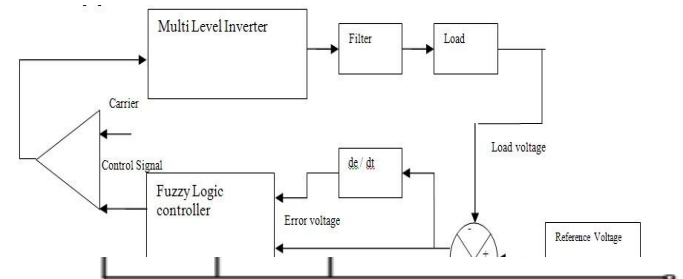 Multi Level Inverter
Filter
Load
Carrier
Load voltage
Control Signal
de / dt
Fuzzy Logic
controller
Error voltage
-
+
Reference Voltage